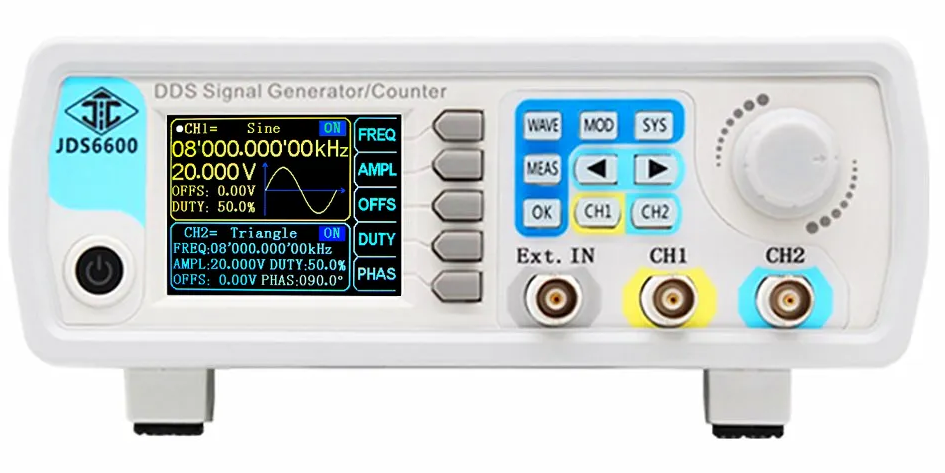 DDS Signal Generator/Counter
JDS6600
CH1= Sine ON
08'000.000'00kHz
20.000V
OFFS: 0.00V
DUTY: 50.0%
CH2= Triangle ON
FREQ:08'000.000'00kHz
AMPL:20.000V DUTY:50.0%
OFFS: 0.00V PHAS:090.0°
FREQ
AMPL
OFFS
DUTY
PHAS
WAVE MOD SYS
MEAS
OK CH1 CH2
Ext. IN CH1 CH2